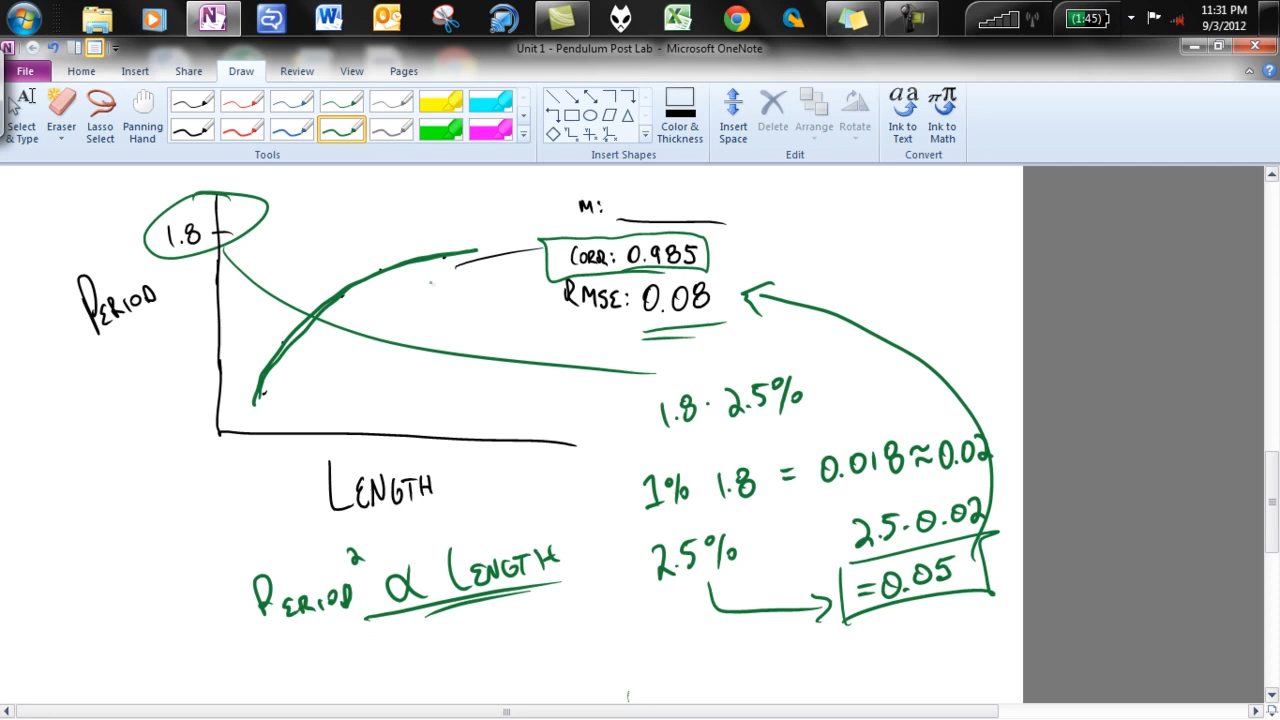 11:31 PM
(1:45)
9/3/2012
Unit 1 - Pendulum Post Lab - Microsoft OneNote
File Home Insert Share Draw Review View Pages
Select & Type
Eraser
Lasso Select
Panning Hand
Color & Thickness
Insert Space
Delete
Arrange
Rotate
Ink to Text
Ink to Math
Tools
Insert Shapes
Edit
Convert
M:
1.8
CORR: 0.985
PERIOD
RMSE: 0.08
1.8 · 2.5%
1% 1.8 = 0.018 ≈ 0.02
LENGTH
2.5 · 0.02
2.5%
= 0.05
PERIOD² α LENGTH